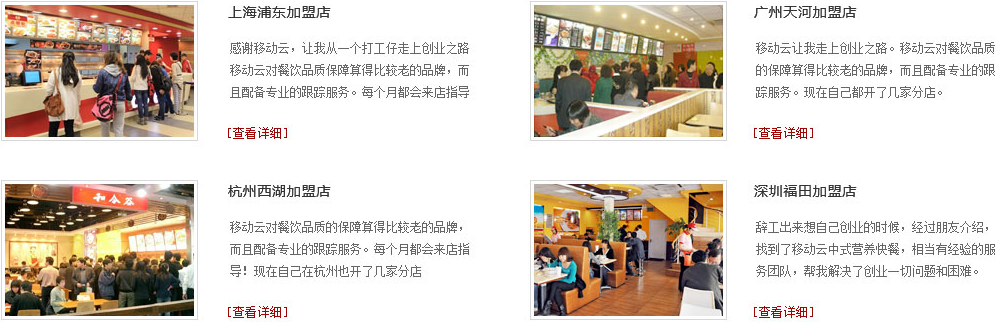 上海浦东加盟店
感谢移动云，让我从一个打工仔走上创业之路
移动云对餐饮品质保障算得比较老的品牌，而
且配备专业的跟踪服务。每个月都会来店指导
[查看详细]
广州天河加盟店
移动云让我走上创业之路。移动云对餐饮品质
的保障算得比较老的品牌，而且配备专业的跟
踪服务。现在自己都开了几家分店。
[查看详细]
和合谷
杭州西湖加盟店
移动云对餐饮品质的保障算得比较老的品牌，
而且配备专业的跟踪服务。每个月都会来店指
导！现在自己在杭州也开了几家分店
[查看详细]
深圳福田加盟店
辞工出来想自己创业的时候，经过朋友介绍，
找到了移动云中式营养快餐，相当有经验的服
务团队，帮我解决了创业一切问题和困难。
[查看详细]